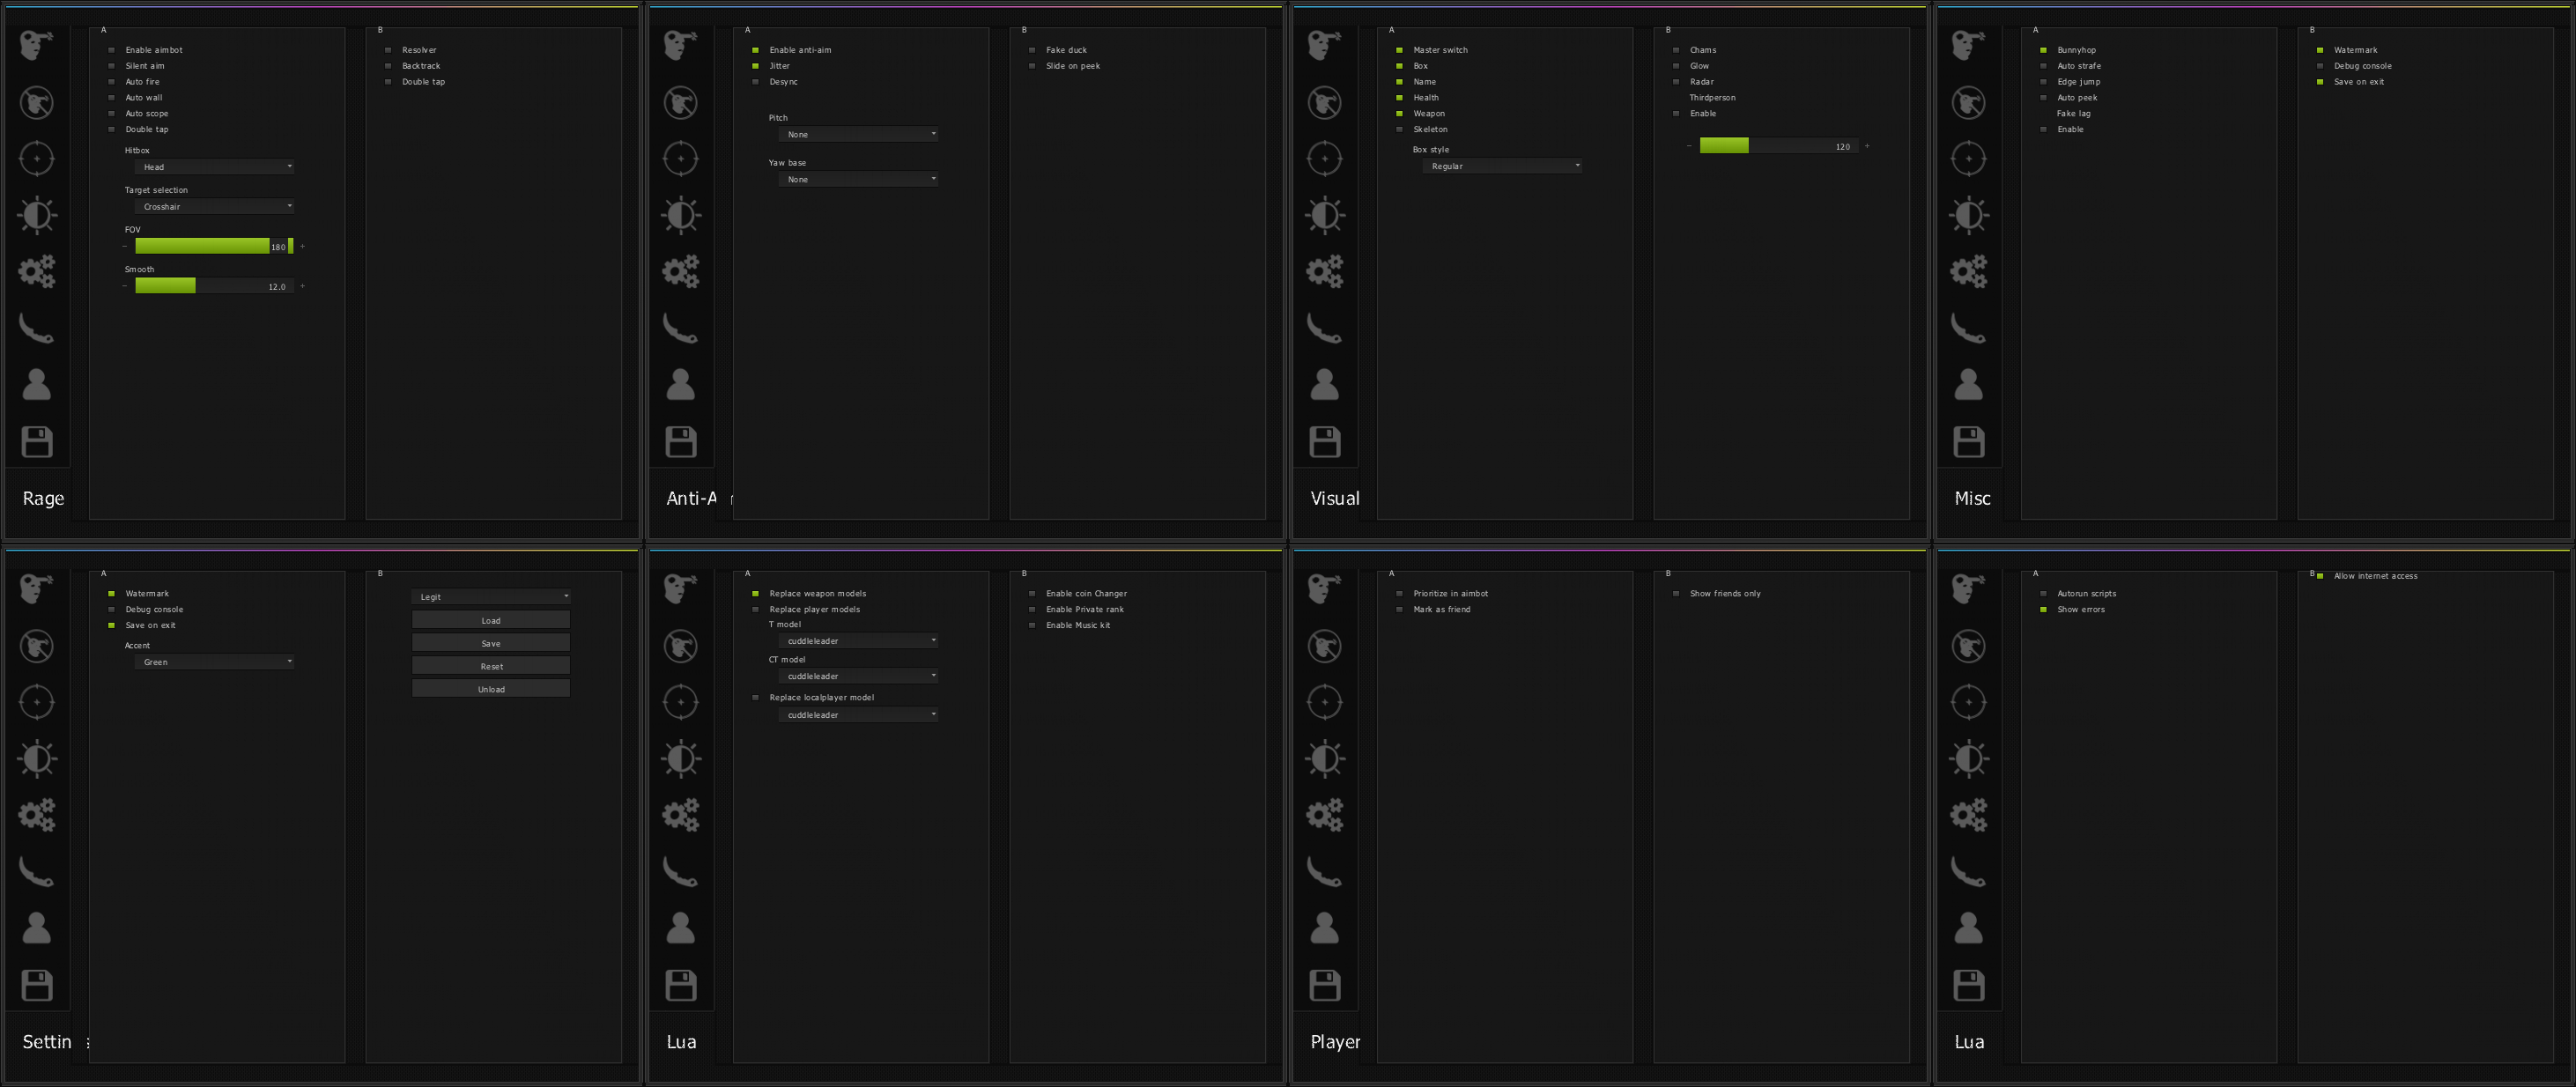 A
Enable aimbot
Silent aim
Auto fire
Auto wall
Auto scope
Double tap
Hitbox
Head
Target selection
Crosshair
FOV
- 180 +
Smooth
- 12.0 +
B
Resolver
Backtrack
Double tap
Rage
A
Enable anti-aim
Jitter
Desync
Pitch
None
Yaw base
None
B
Fake duck
Slide on peek
Anti-A
A
Master switch
Box
Name
Health
Weapon
Skeleton
Box style
Regular
B
Chams
Glow
Radar
Thirdperson
Enable
- 120 +
Visual
A
Bunnyhop
Auto strafe
Edge jump
Auto peek
Fake lag
Enable
B
Watermark
Debug console
Save on exit
Misc
A
Watermark
Debug console
Save on exit
Accent
Green
B
Legit
Load
Save
Reset
Unload
Settin
A
Replace weapon models
Replace player models
T model
cuddleleader
CT model
cuddleleader
Replace localplayer model
cuddleleader
B
Enable coin Changer
Enable Private rank
Enable Music kit
Lua
A
Prioritize in aimbot
Mark as friend
B
Show friends only
Player
A
Autorun scripts
Show errors
B
Allow internet access
Lua